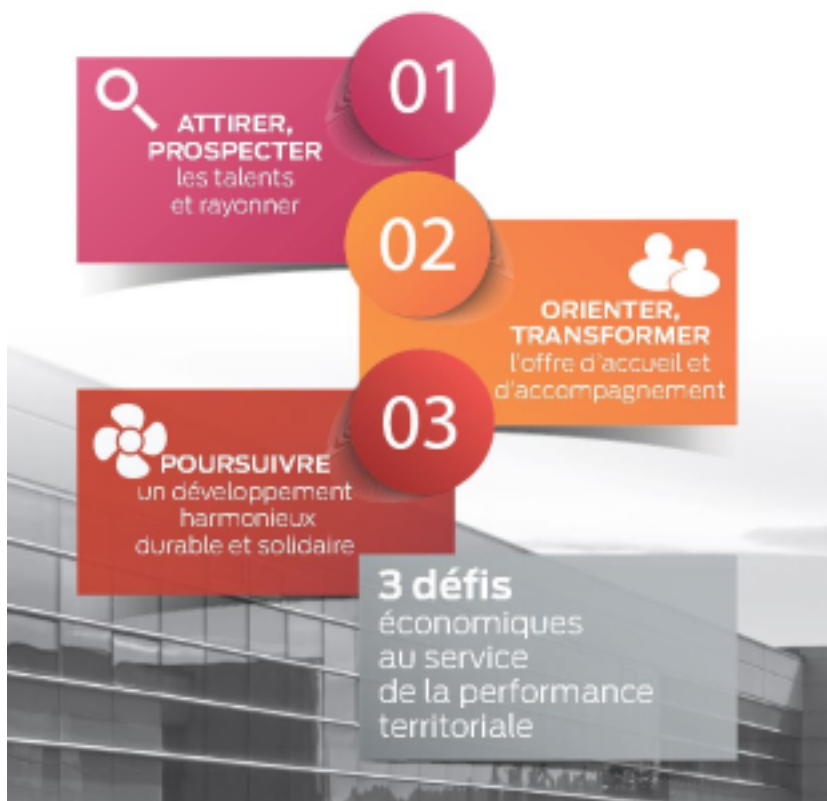 01
ATTIRER,
PROSPECTER
les talents
et rayonner
02
ORIENTER,
TRANSFORMER
l'offre d'accueil et
d'accompagnement
03
POURSUIVRE
un développement
harmonieux
durable et solidaire
3 défis
économiques
au service
de la performance
territoriale